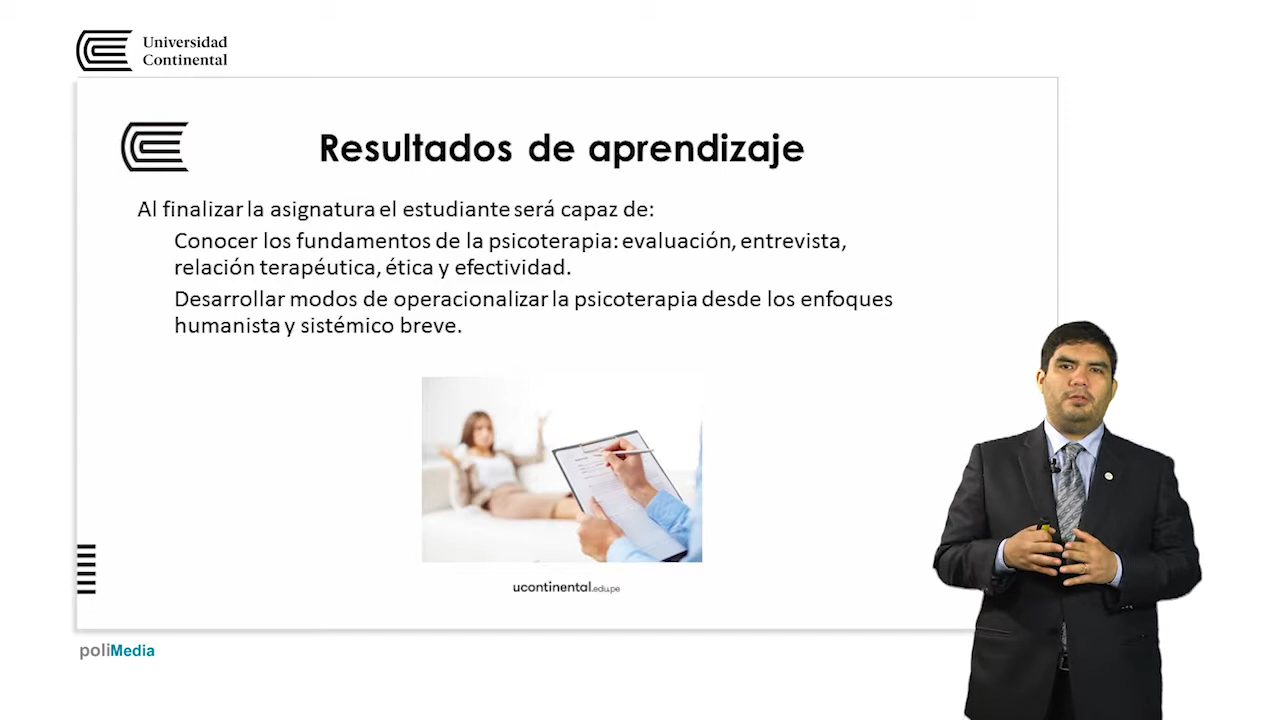 Universidad
Continental
Resultados de aprendizaje
Al finalizar la asignatura el estudiante será capaz de:
Conocer los fundamentos de la psicoterapia: evaluación, entrevista,
relación terapéutica, ética y efectividad.
Desarrollar modos de operacionalizar la psicoterapia desde los enfoques
humanista y sistémico breve.
ucontinental.edu.pe
poliMedia